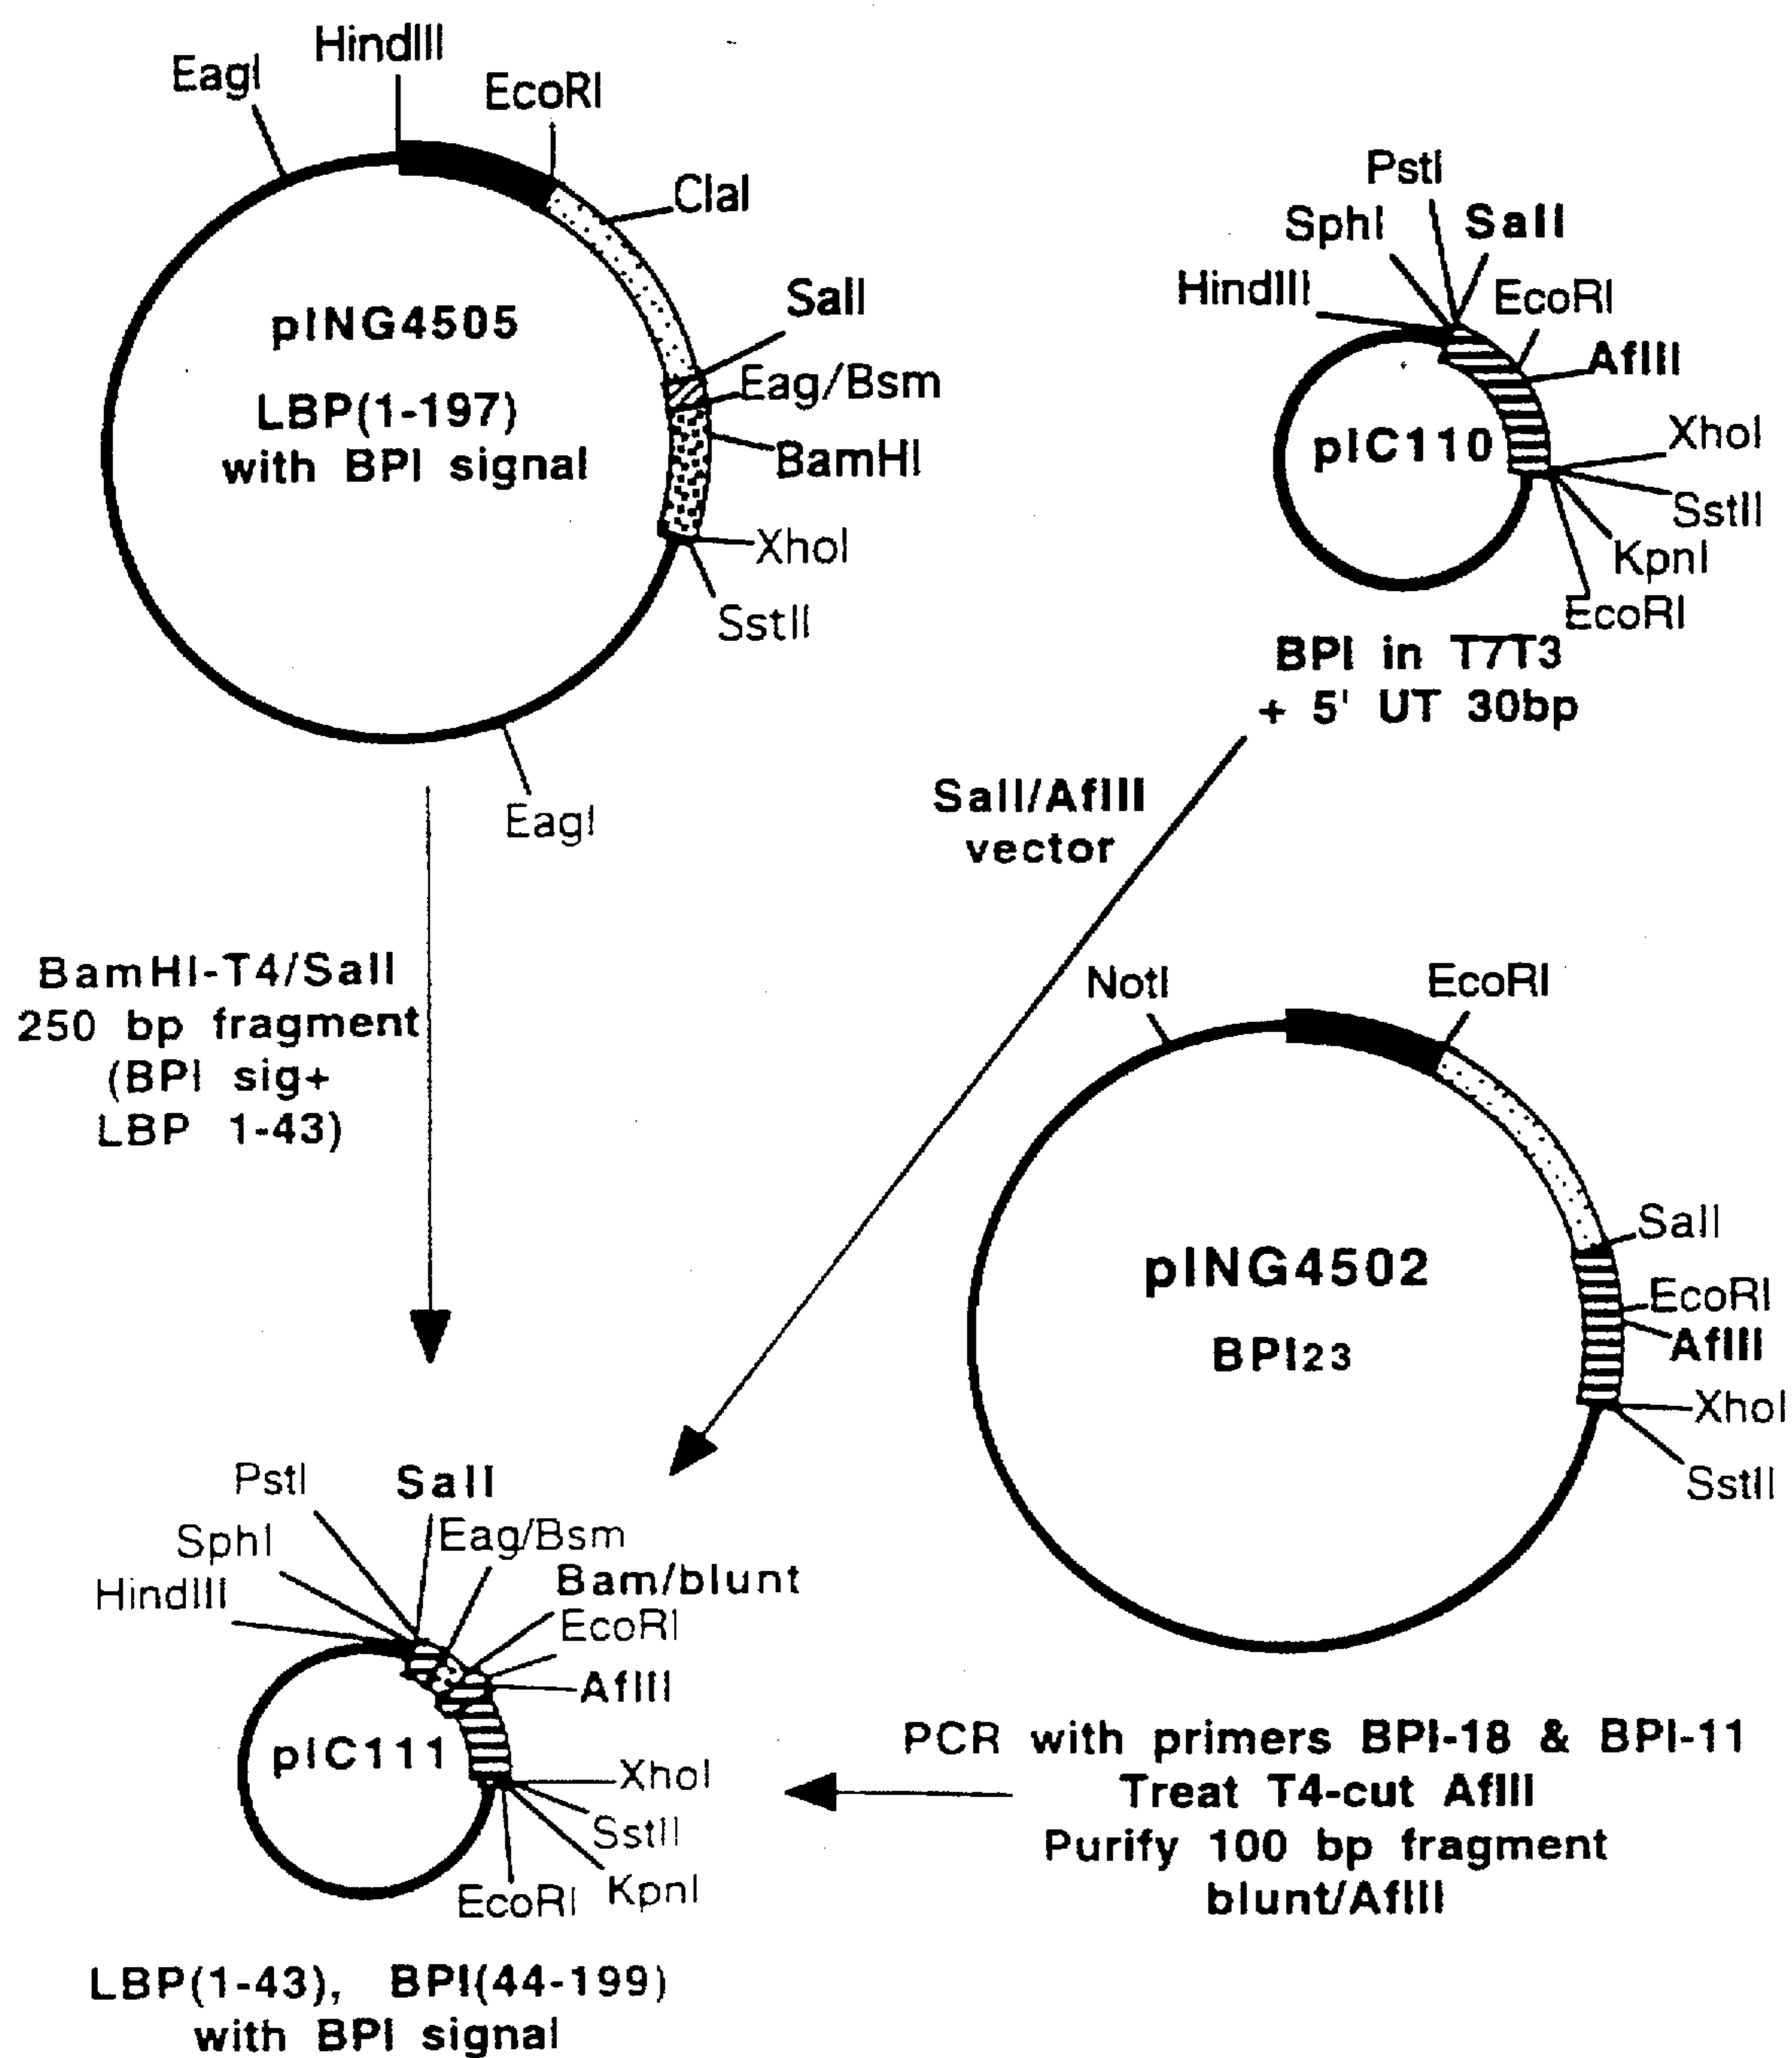 HindIII
EagI
EcoRI
ClaI
SalI
Eag/Bsm
BamHI
XhoI
SstII
EagI
pING4505
LBP(1-197)
with BPI signal
PstI
SphI
SalI
HindIII
EcoRI
AflII
XhoI
SstII
KpnI
EcoRI
pIC110
BPI in T7T3
+ 5' UT 30bp
SalI/AflII
vector
BamHI-T4/SalI
250 bp fragment
(BPI sig+
LBP 1-43)
NotI
EcoRI
SalI
EcoRI
AflII
XhoI
SstII
pING4502
BPI23
PstI
SalI
SphI
Eag/Bsm
HindIII
Bam/blunt
EcoRI
AflII
pIC111
XhoI
SstII
KpnI
EcoRI
PCR with primers BPI-18 & BPI-11
Treat T4-cut AflII
Purify 100 bp fragment
blunt/AflII
LBP(1-43), BPI(44-199)
with BPI signal